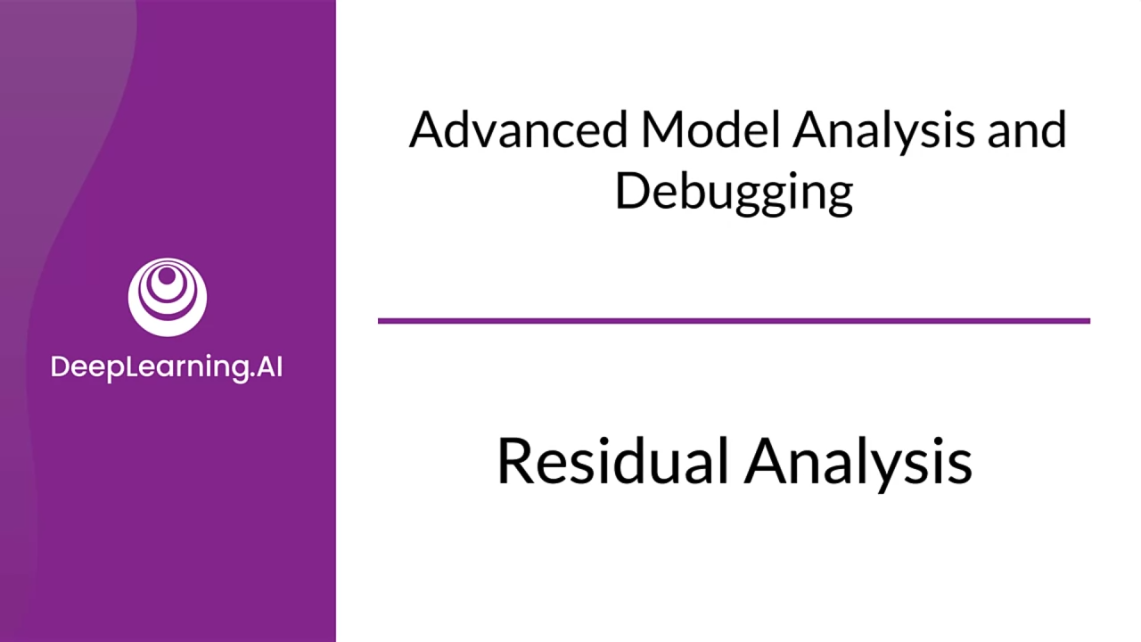 Advanced Model Analysis and
Debugging
DeepLearning.AI
Residual Analysis